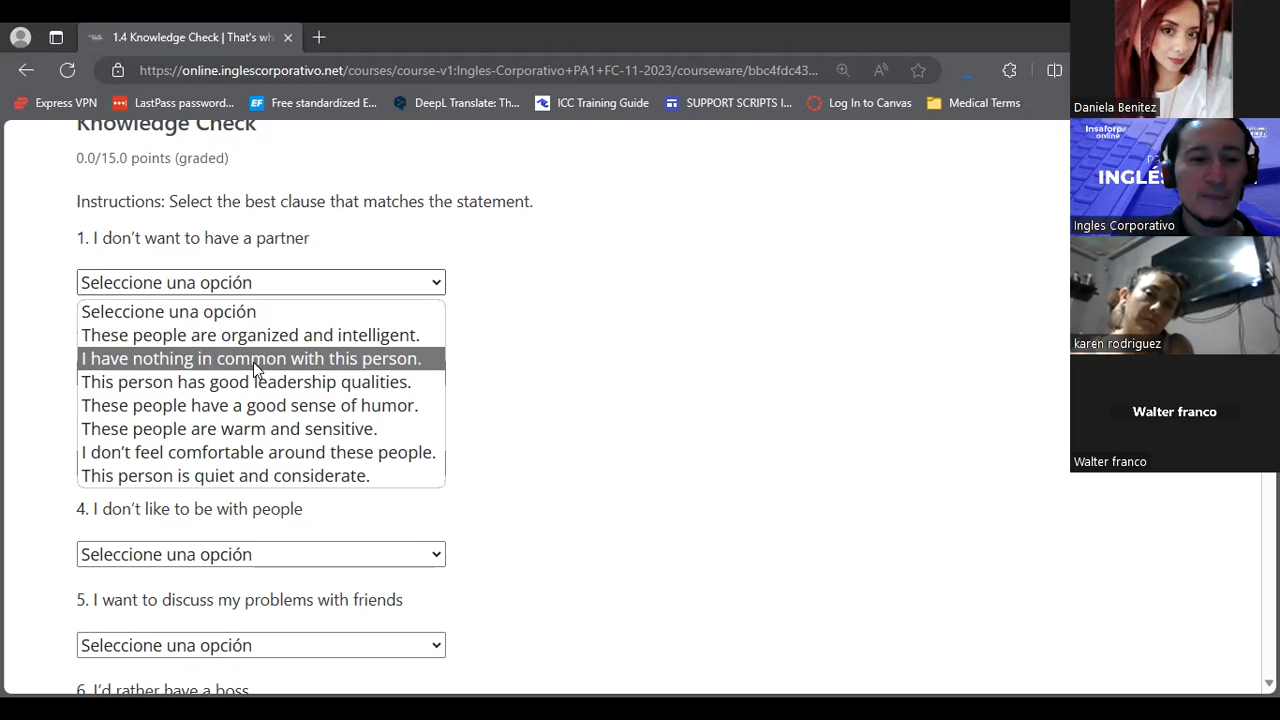 1.4 Knowledge Check | That's wh
https://online.inglescorporativo.net/courses/course-v1:Ingles-Corporativo+PA1+FC-11-2023/courseware/bbc4fdc43...
Express VPN
LastPass password...
Free standardized E...
DeepL Translate: Th...
ICC Training Guide
SUPPORT SCRIPTS I...
Log In to Canvas
Medical Terms
Knowledge Check
0.0/15.0 points (graded)
Instructions: Select the best clause that matches the statement.
1. I don't want to have a partner
Seleccione una opción
Seleccione una opción
These people are organized and intelligent.
I have nothing in common with this person.
This person has good leadership qualities.
These people have a good sense of humor.
These people are warm and sensitive.
I don't feel comfortable around these people.
This person is quiet and considerate.
4. I don't like to be with people
Seleccione una opción
5. I want to discuss my problems with friends
Seleccione una opción
6. I'd rather have a boss
Daniela Benitez
Insaforp
online
INGLÉS
Ingles Corporativo
karen rodriguez
Walter franco
Walter franco